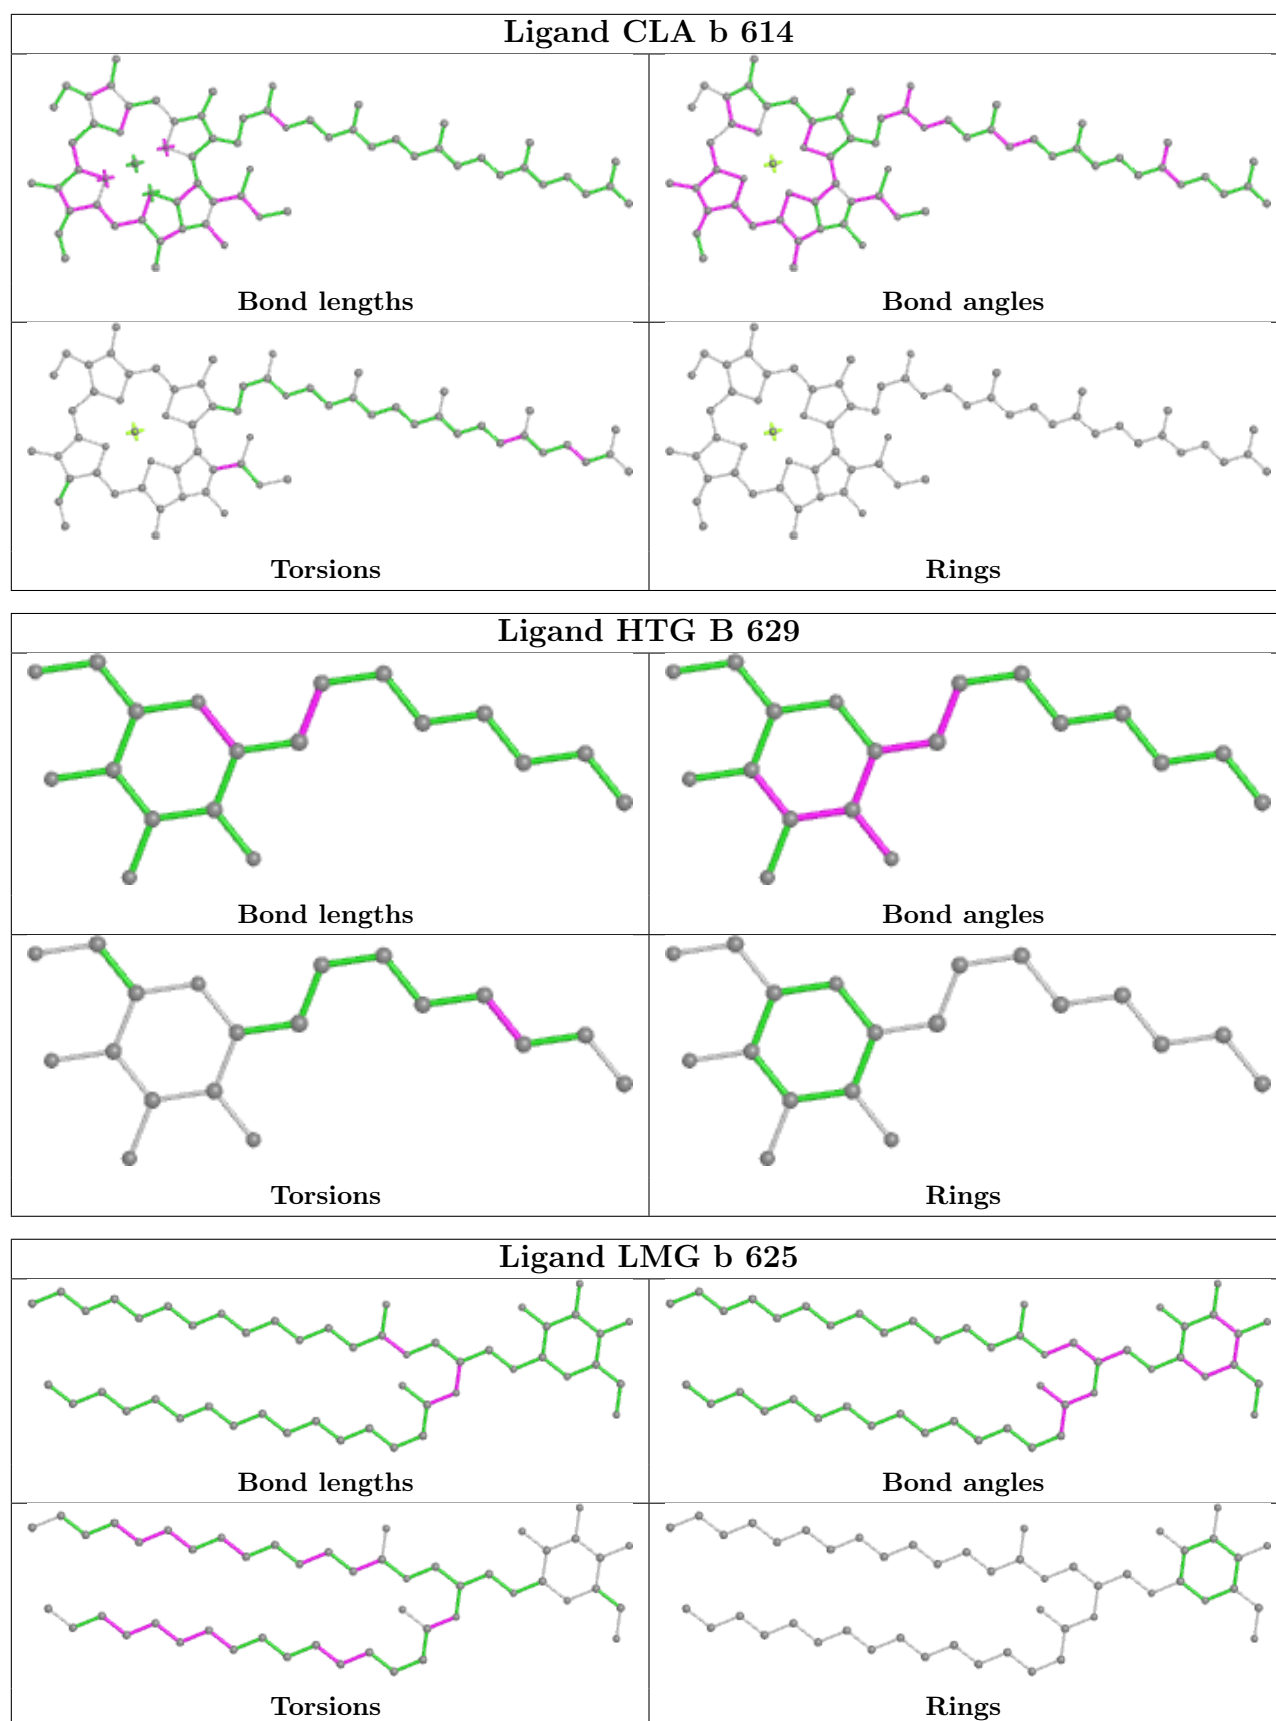 Ligand CLA b 614
Bond lengths
Bond angles
Torsions
Rings
Ligand HTG B 629
Bond lengths
Bond angles
Torsions
Rings
Ligand LMG b 625
Bond lengths
Bond angles
Torsions
Rings